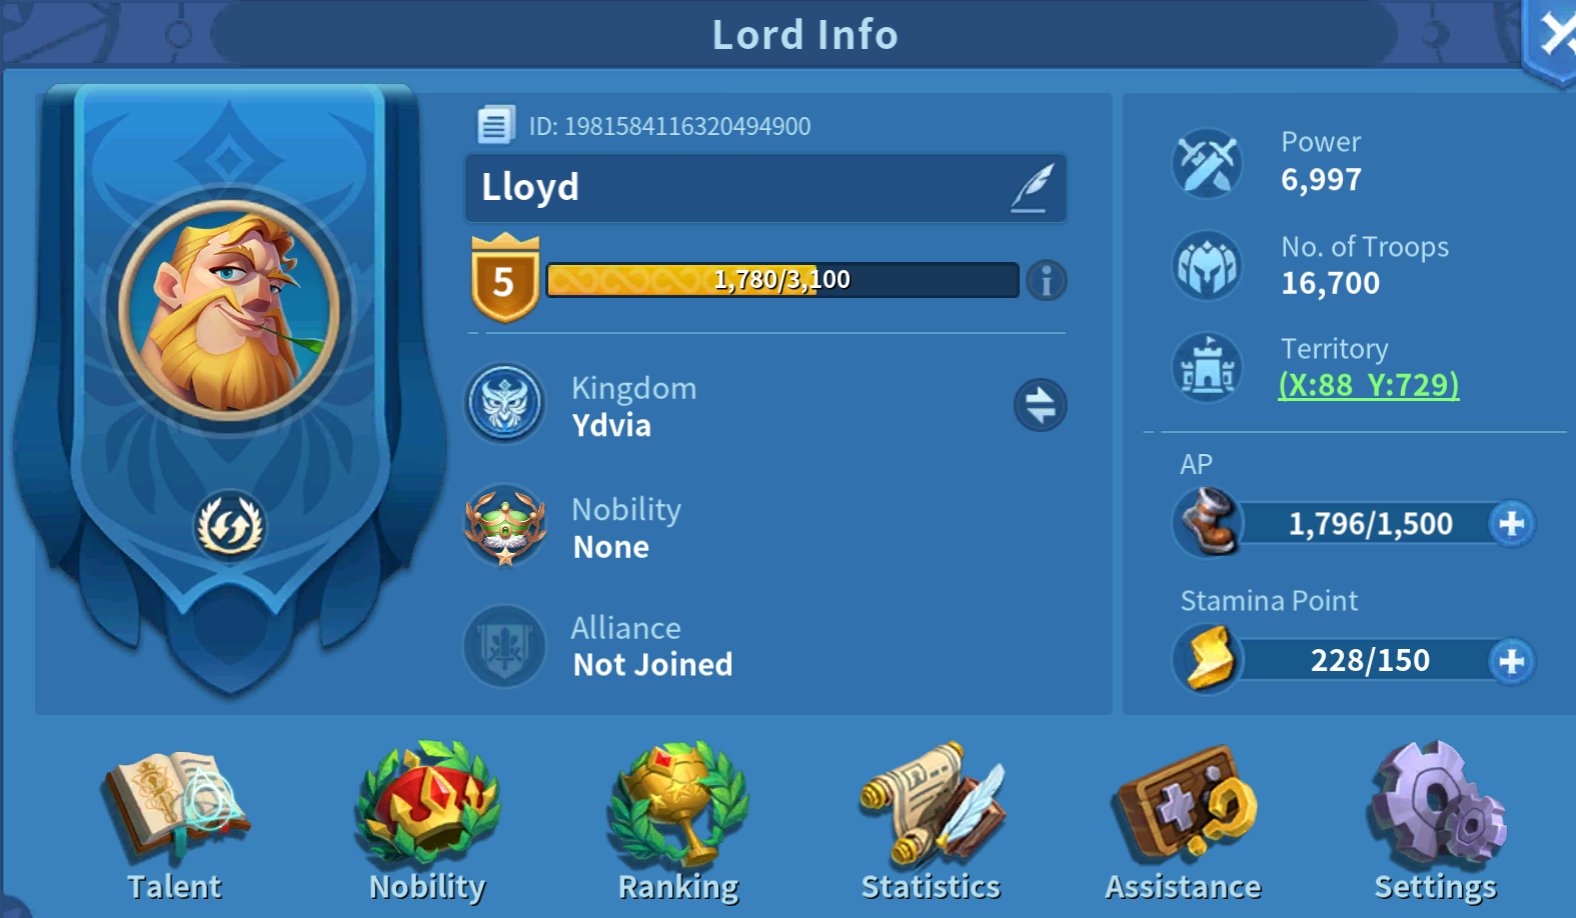 Lord Info
ID: 1981584116320494900
Lloyd
5
1,780/3,100
Kingdom
Ydvia
Nobility
None
Alliance
Not Joined
Power
6,997
No. of Troops
16,700
Territory
(X:88 Y:729)
AP
1,796/1,500
Stamina Point
228/150
Talent
Nobility
Ranking
Statistics
Assistance
Settings